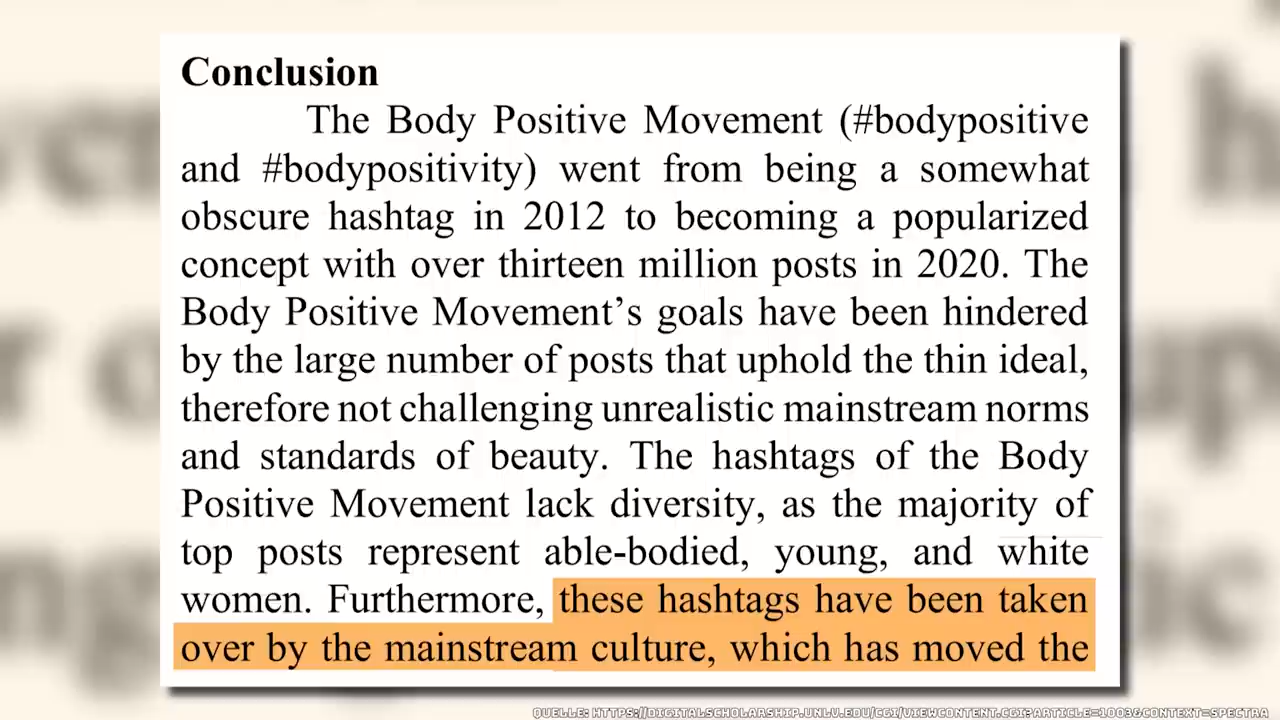 Conclusion
The Body Positive Movement (#bodypositive
and #bodypositivity) went from being a somewhat
obscure hashtag in 2012 to becoming a popularized
concept with over thirteen million posts in 2020. The
Body Positive Movement’s goals have been hindered
by the large number of posts that uphold the thin ideal,
therefore not challenging unrealistic mainstream norms
and standards of beauty. The hashtags of the Body
Positive Movement lack diversity, as the majority of
top posts represent able-bodied, young, and white
women. Furthermore, these hashtags have been taken
over by the mainstream culture, which has moved the
QUELLE: HTTPS://DIGITALSCHOLARSHIP.UNLV.EDU/CGI/VIEWCONTENT.CGI?ARTICLE=1003&CONTEXT=SPECTRA